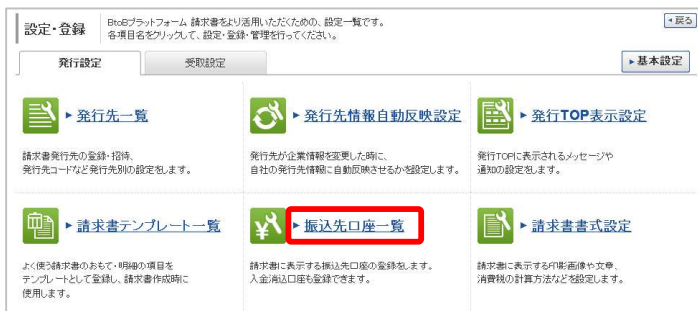 設定・登録
BtoBプラットフォーム 請求書をより活用いただくための、設定一覧です。
各項目名をクリックして、設定・登録・管理を行ってください。
戻る
発行設定
受取設定
基本設定
発行先一覧
請求書発行先の登録・招待、
発行先コードなど発行先別の設定をします。
発行先情報自動反映設定
発行先が企業情報を変更した時に、
自社の発行先情報に自動反映させるかを設定します。
発行TOP表示設定
発行TOPに表示されるメッセージや
通知の設定をします。
請求書テンプレート一覧
よく使う請求書のおもて・明細の項目を
テンプレートとして登録し、請求書作成時に
使用します。
振込先口座一覧
請求書に表示する振込先口座の登録をします。
入金消込口座も登録できます。
請求書書式設定
請求書に表示する印影画像や文章、
消費税の計算方法などを設定します。